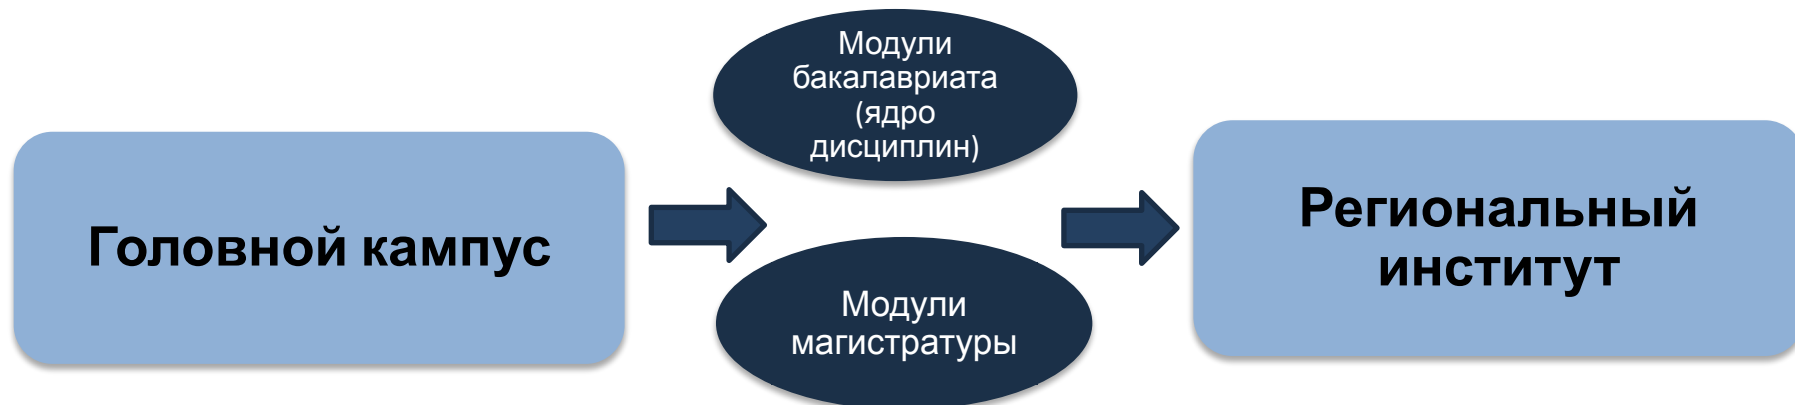 Головной кампус
Модули
бакалавриата
(ядро
дисциплин)
Модули
магистратуры
Региональный
институт